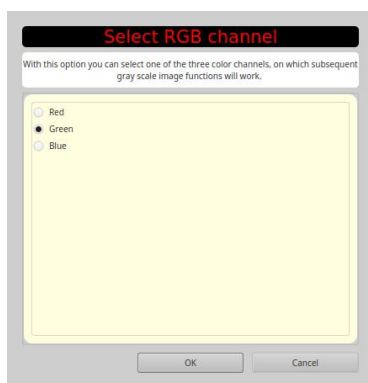 Select RGB channel
With this option you can select one of the three color channels, on which subsequent
gray scale image functions will work.
Red
Green
Blue
OK
Cancel